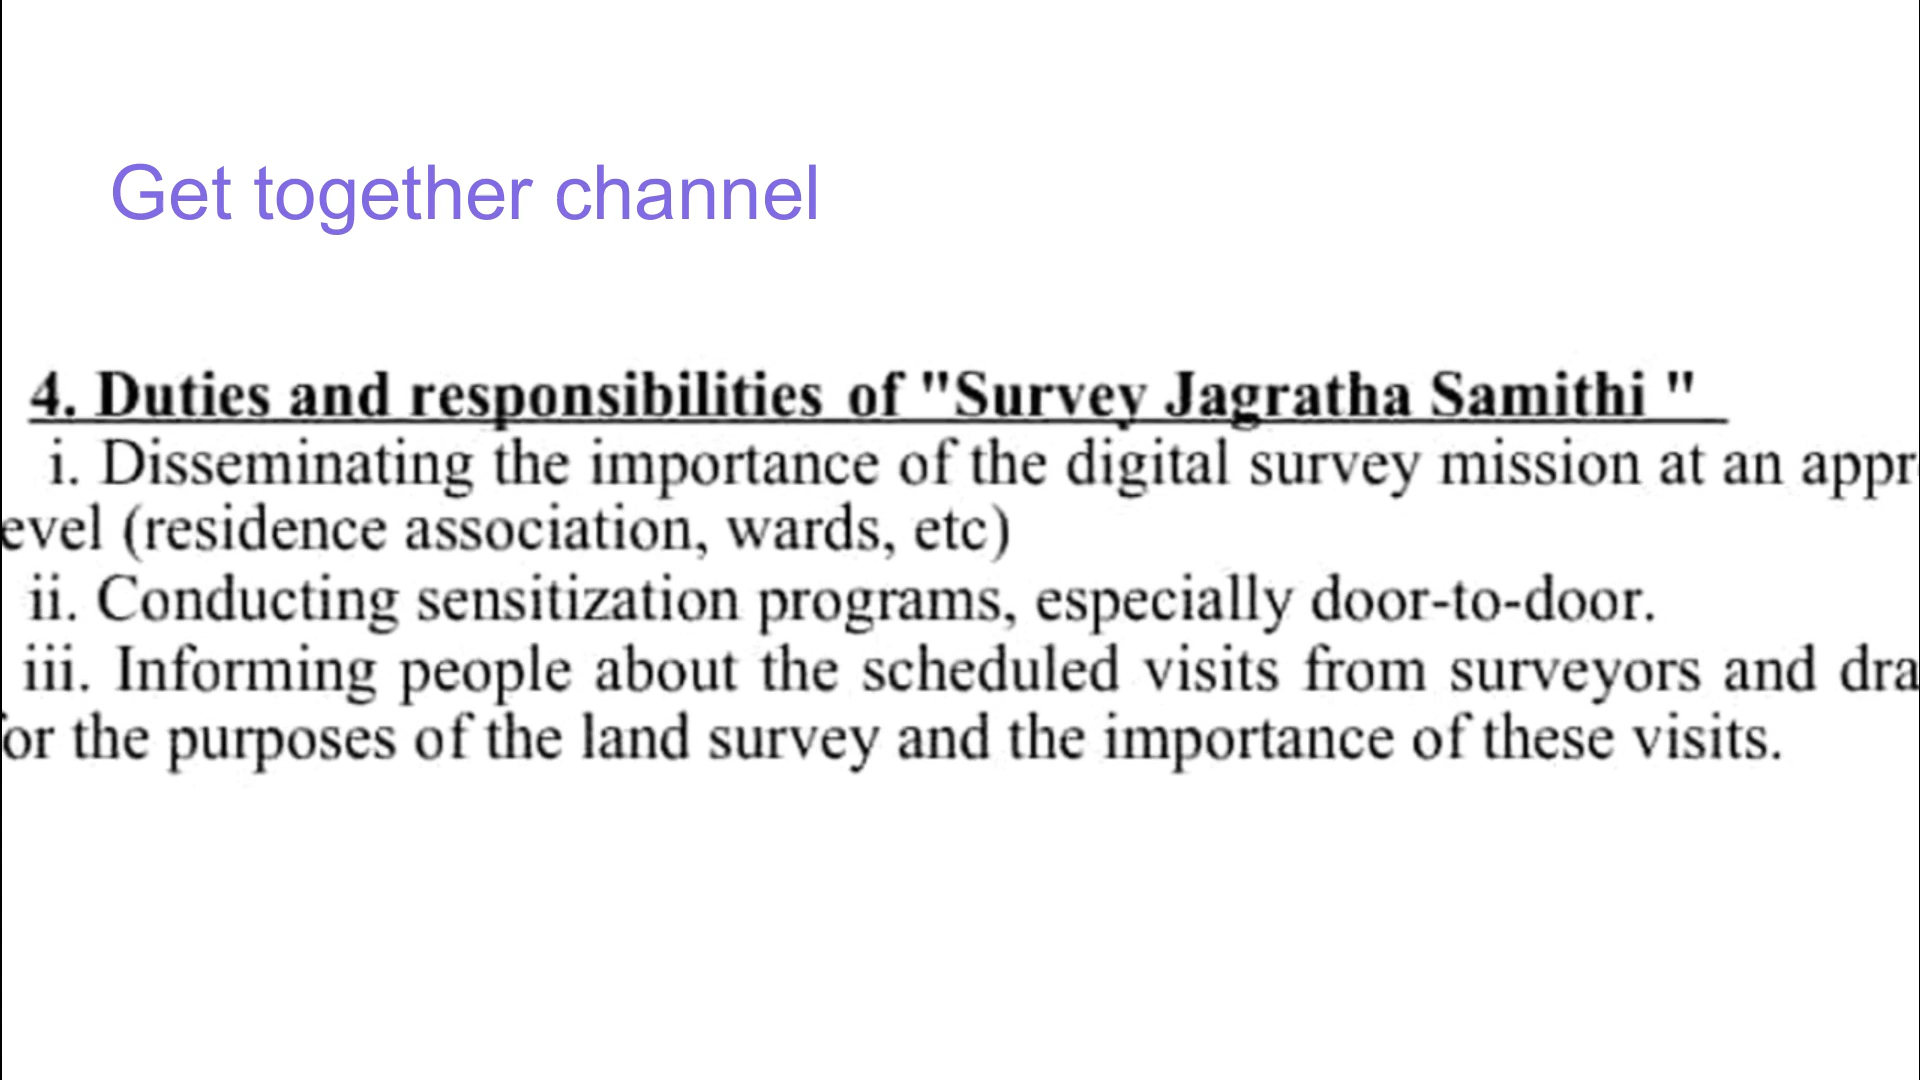 Get together channel
4. Duties and responsibilities of "Survey Jagratha Samithi "
i. Disseminating the importance of the digital survey mission at an appr
evel (residence association, wards, etc)
ii. Conducting sensitization programs, especially door-to-door.
iii. Informing people about the scheduled visits from surveyors and dra
or the purposes of the land survey and the importance of these visits.